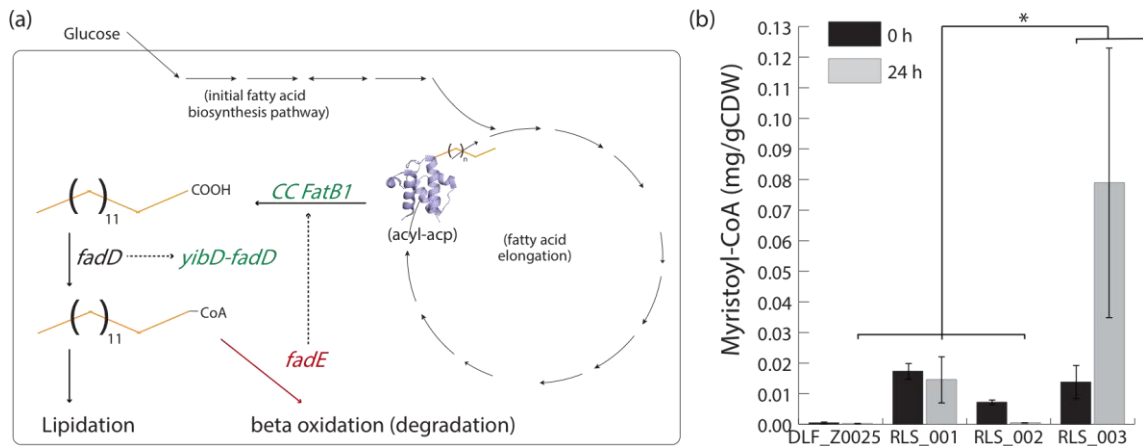 (a)
Glucose
(initial fatty acid
biosynthesis pathway)
( )n
COOH
( )11
CC FatB1
(acyl-acp)
(fatty acid
elongation)
fadD
yibD-fadD
CoA
( )11
fadE
Lipidation
beta oxidation (degradation)
(b)
*
0 h
24 h
Myristoyl-CoA (mg/gCDW)
0.13
0.12
0.11
0.10
0.09
0.08
0.07
0.06
0.05
0.04
0.03
0.02
0.01
0.00
DLF_Z0025 RLS_001 RLS_002 RLS_003